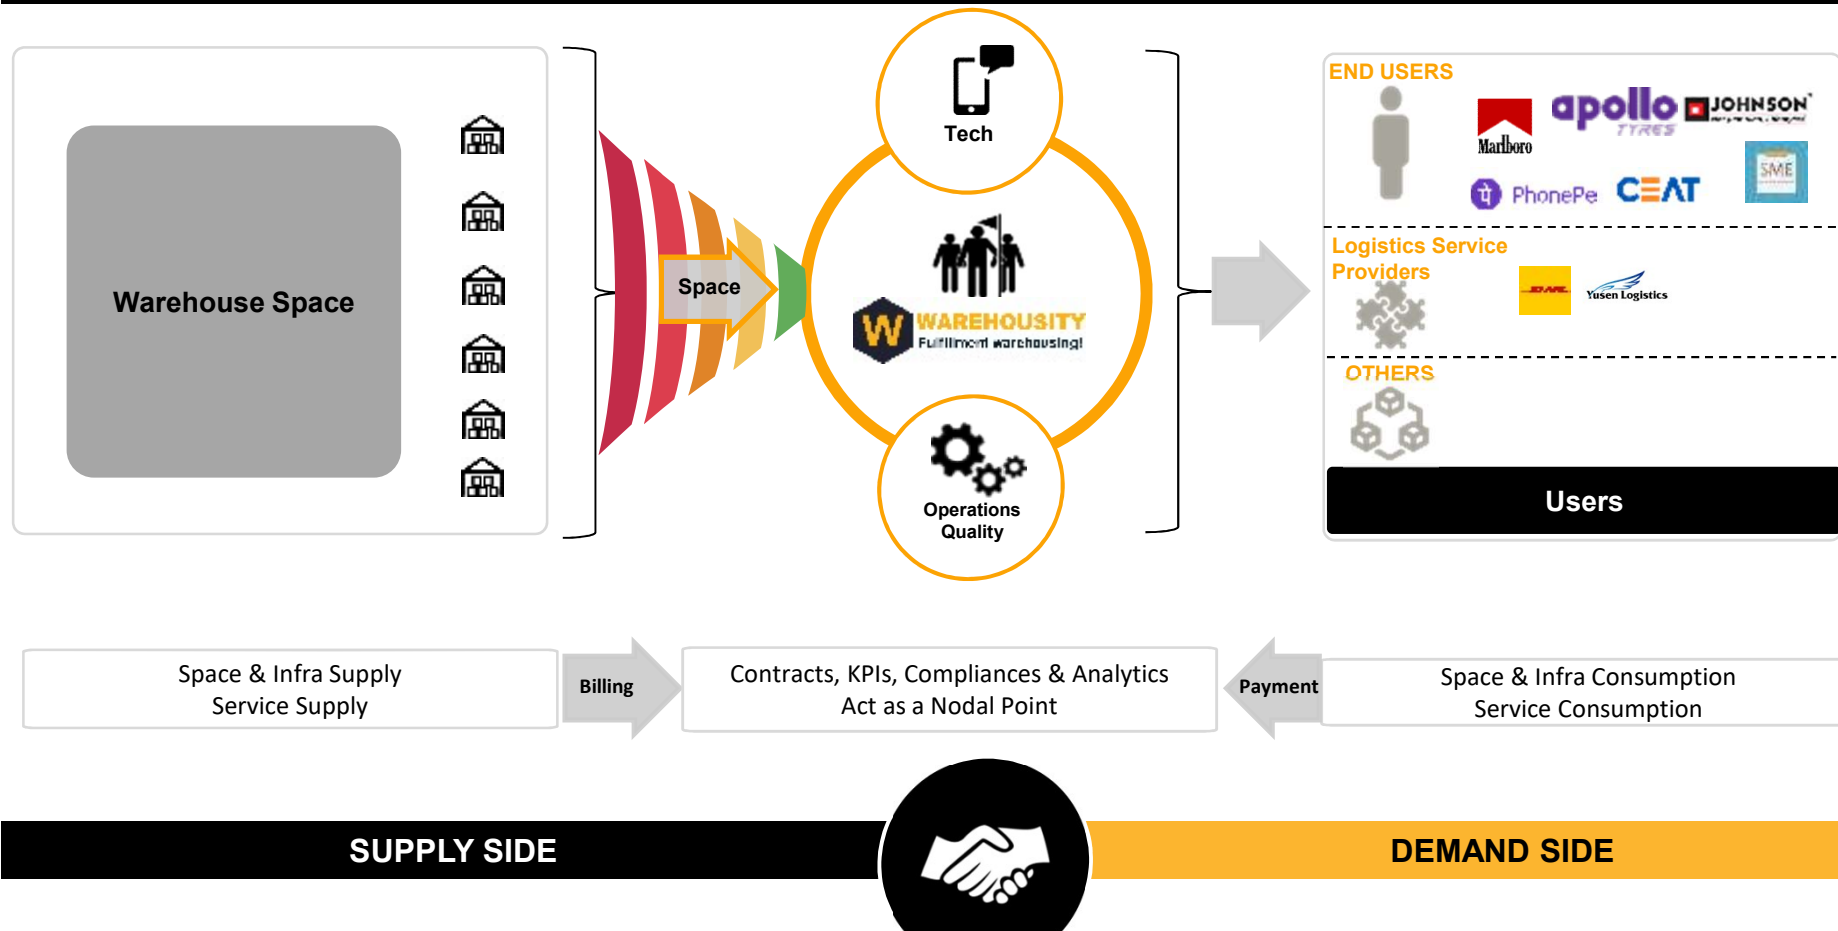 Warehouse Space
Space
Tech
W WAREHOUSITY
Fulfillment warehousing!
Operations
Quality
END USERS
Marlboro
apollo
TYRES
JOHNSON
PhonePe
CEAT
SME
Logistics Service
Providers
Yusen Logistics
OTHERS
Users
Space & Infra Supply
Service Supply
Billing
Contracts, KPIs, Compliances & Analytics
Act as a Nodal Point
Payment
Space & Infra Consumption
Service Consumption
SUPPLY SIDE
DEMAND SIDE